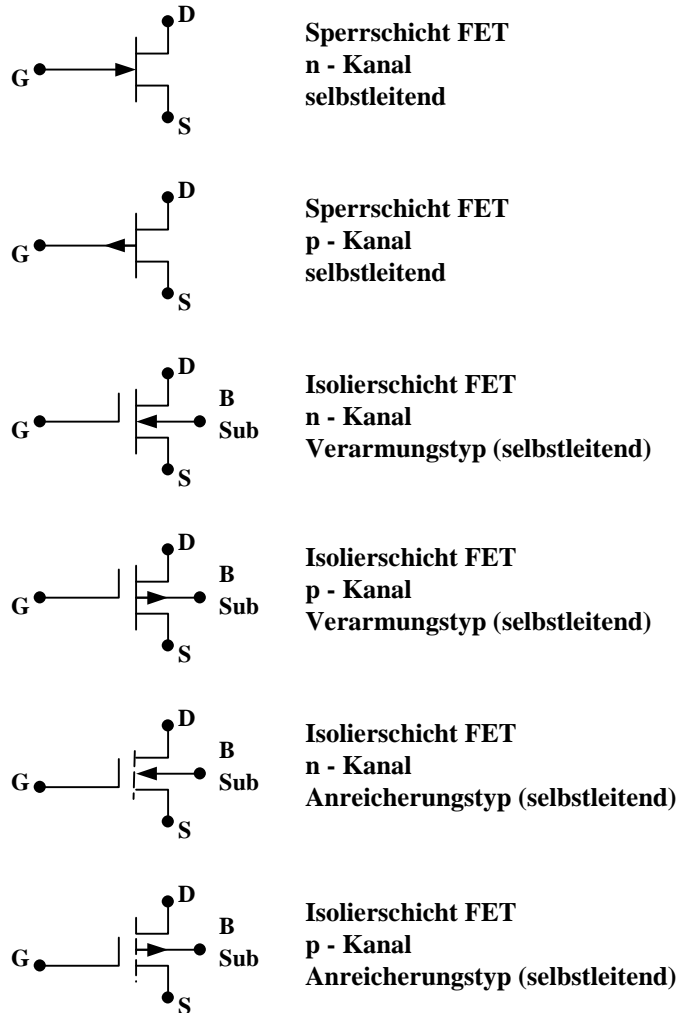 D
G
S
Sperrschicht FET
n - Kanal
selbstleitend
D
G
S
Sperrschicht FET
p - Kanal
selbstleitend
D
B
G
Sub
S
Isolierschicht FET
n - Kanal
Verarmungstyp (selbstleitend)
D
B
G
Sub
S
Isolierschicht FET
p - Kanal
Verarmungstyp (selbstleitend)
D
B
G
Sub
S
Isolierschicht FET
n - Kanal
Anreicherungstyp (selbstleitend)
D
B
G
Sub
S
Isolierschicht FET
p - Kanal
Anreicherungstyp (selbstleitend)